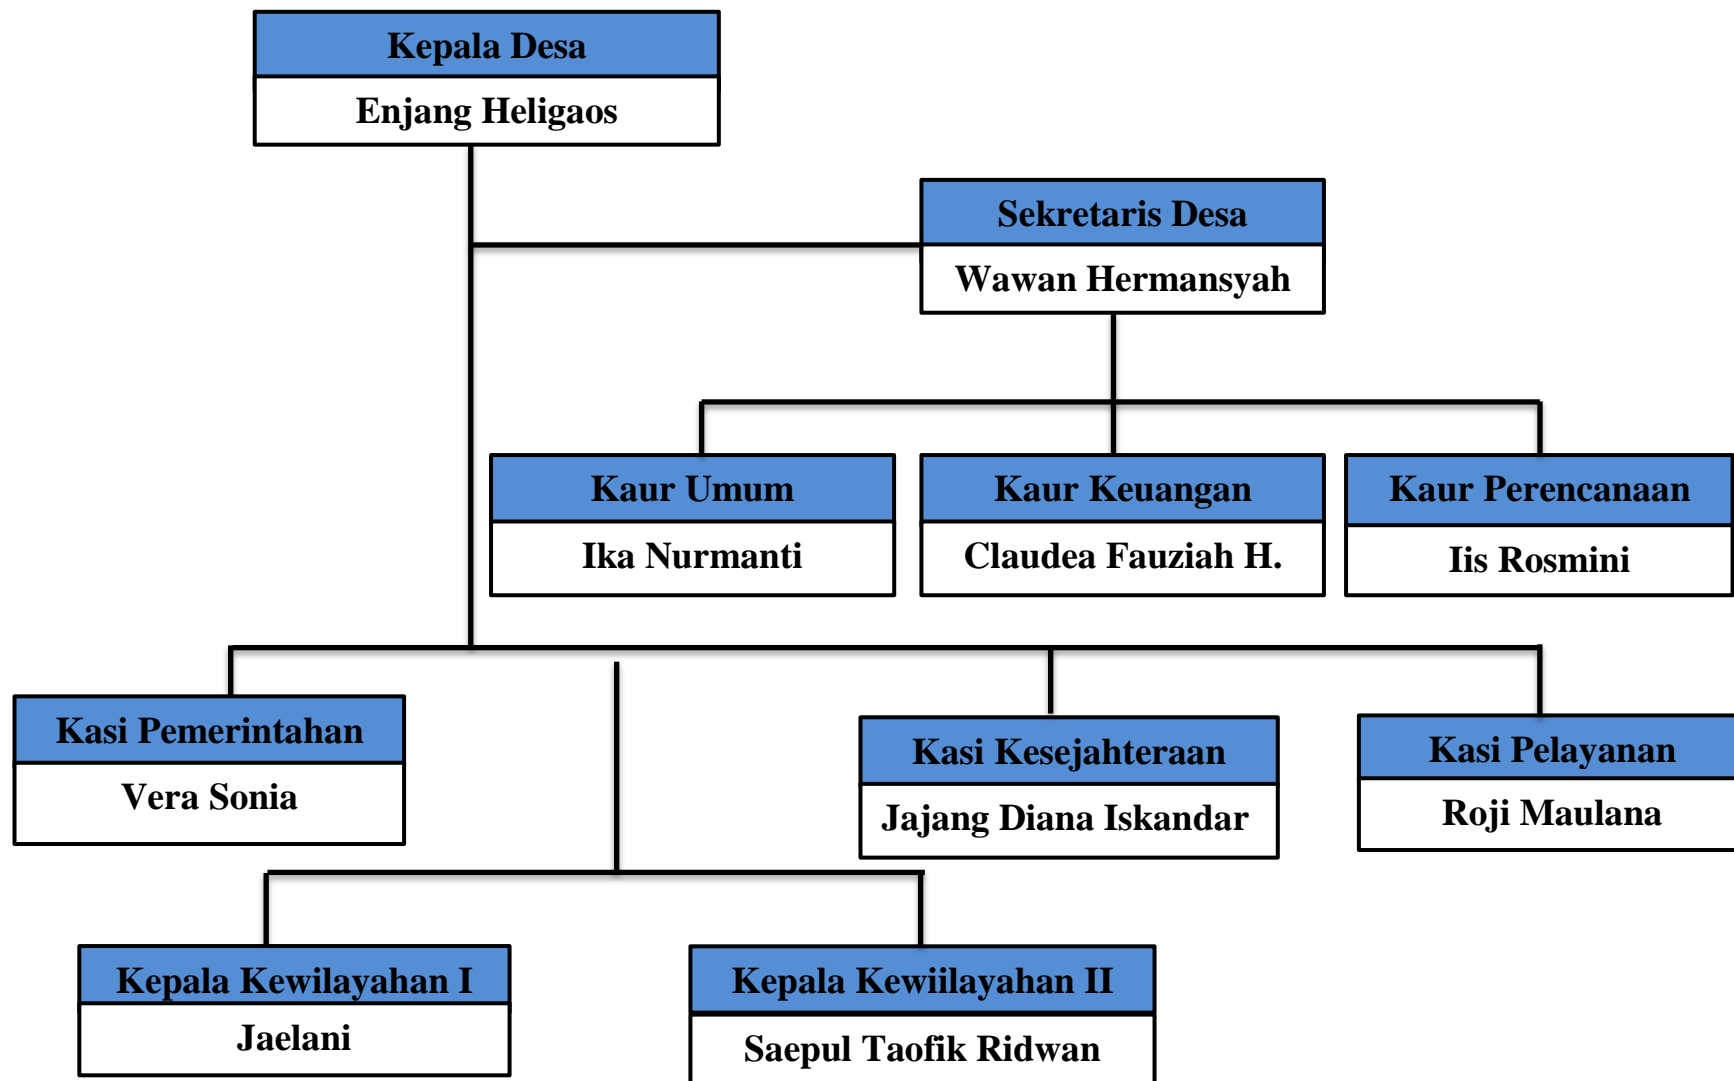 Kepala Desa
Enjang Heligaos
Sekretaris Desa
Wawan Hermansyah
Kaur Umum
Ika Nurmanti
Kaur Keuangan
Claudea Fauziah H.
Kaur Perencanaan
Iis Rosmini
Kasi Pemerintahan
Vera Sonia
Kasi Kesejahteraan
Jajang Diana Iskandar
Kasi Pelayanan
Roji Maulana
Kepala Kewilayahan I
Jaelani
Kepala Kewiilayahan II
Saepul Taofik Ridwan